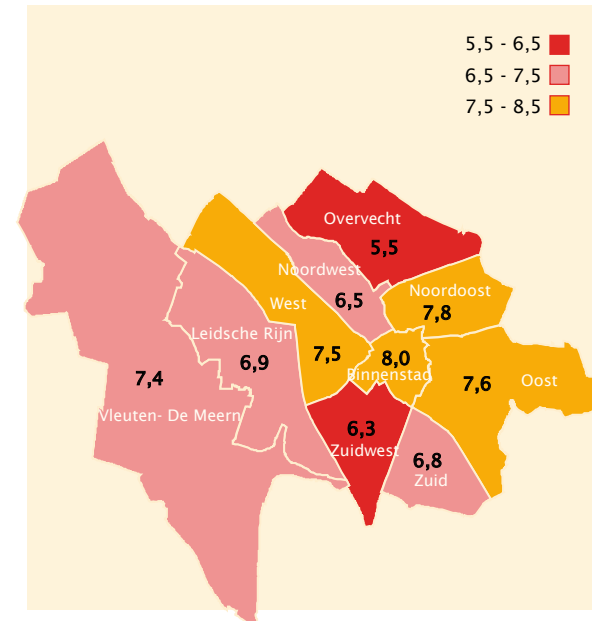 5,5 - 6,5
6,5 - 7,5
7,5 - 8,5
Overvecht
5,5
Noordwest
6,5
Noordoost
7,8
West
7,5
Leidsche Rijn
6,9
8,0
Binnenstad
7,6
Oost
7,4
Vleuten- De Meern
6,3
Zuidwest
6,8
Zuid